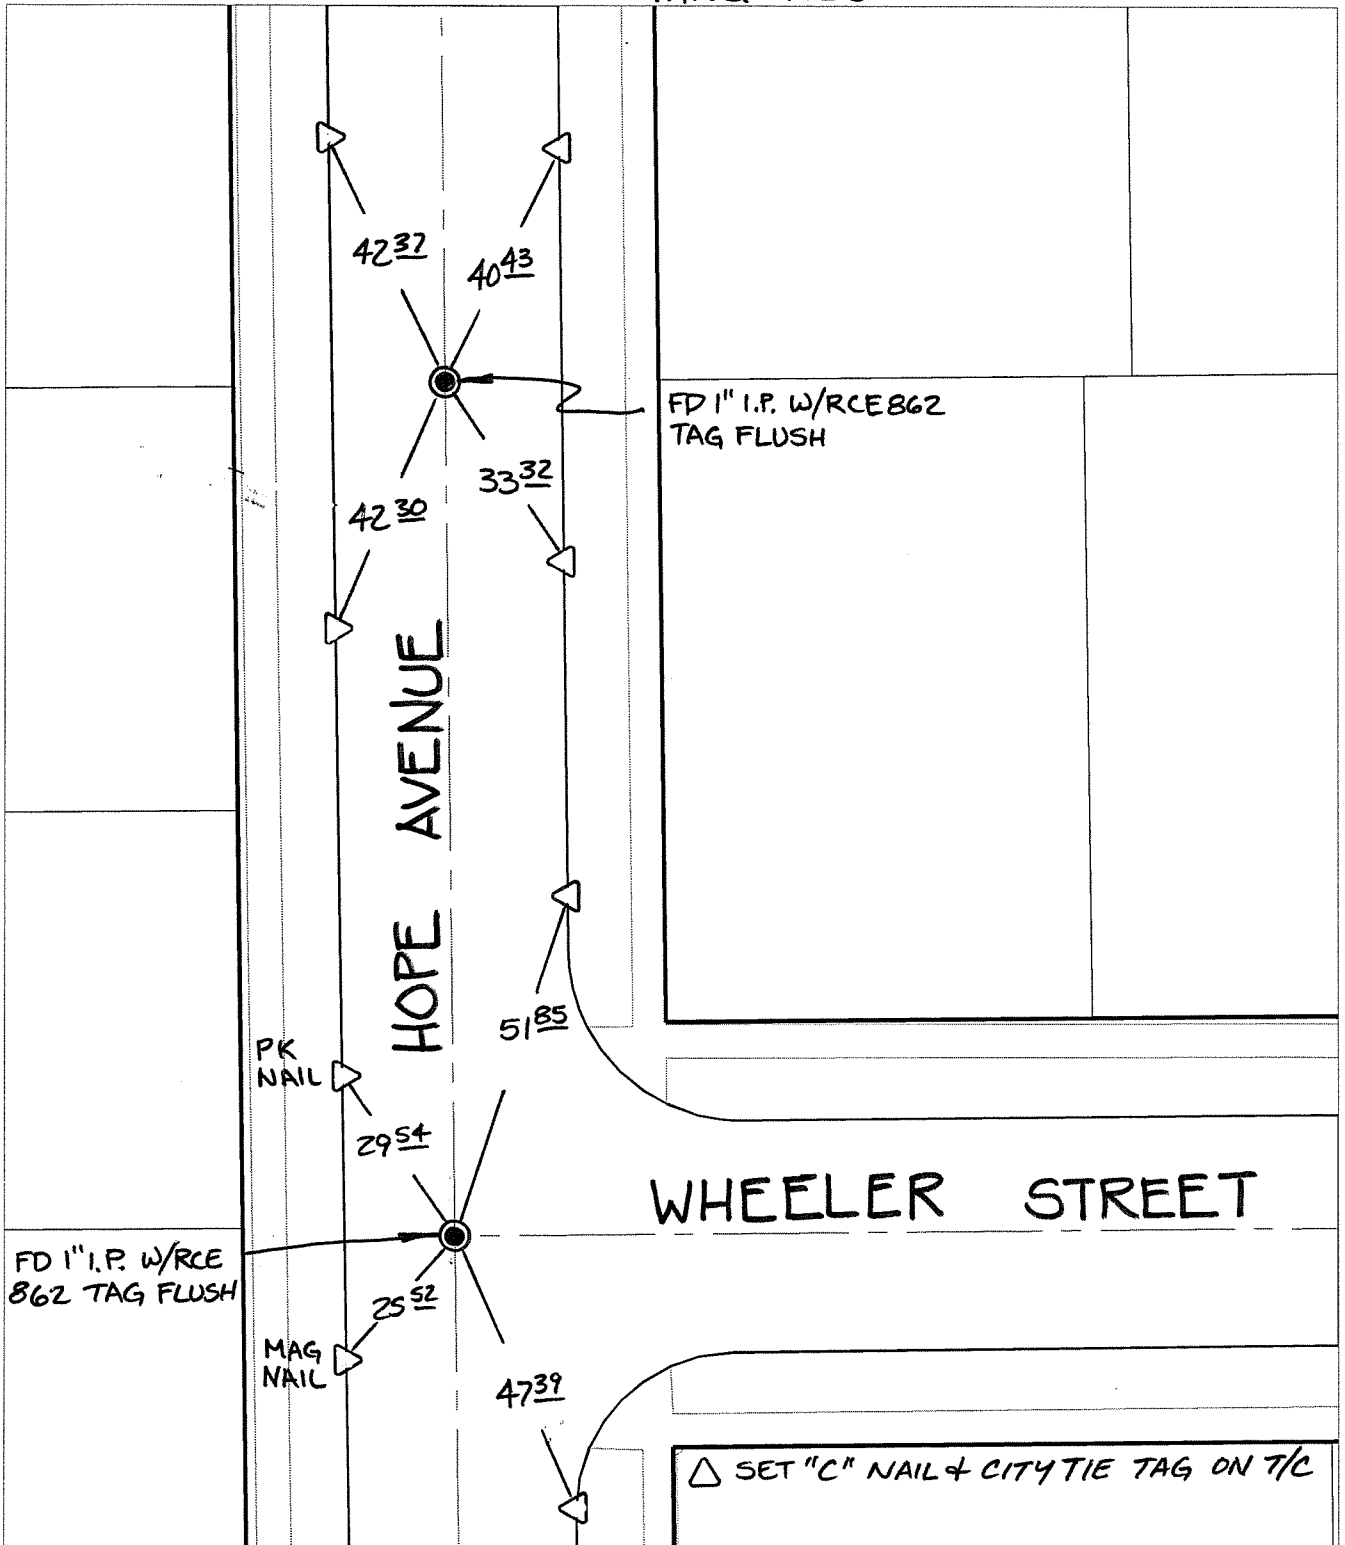 42 37
40 43
FD 1" I.P. W/RCE 862
TAG FLUSH
33 32
42 30
HOPE AVENUE
51 85
PK
NAIL
29 54
WHEELER STREET
FD 1" I.P. W/RCE
862 TAG FLUSH
25 52
MAG
NAIL
47 39
△ SET "C" NAIL & CITY TIE TAG ON T/C